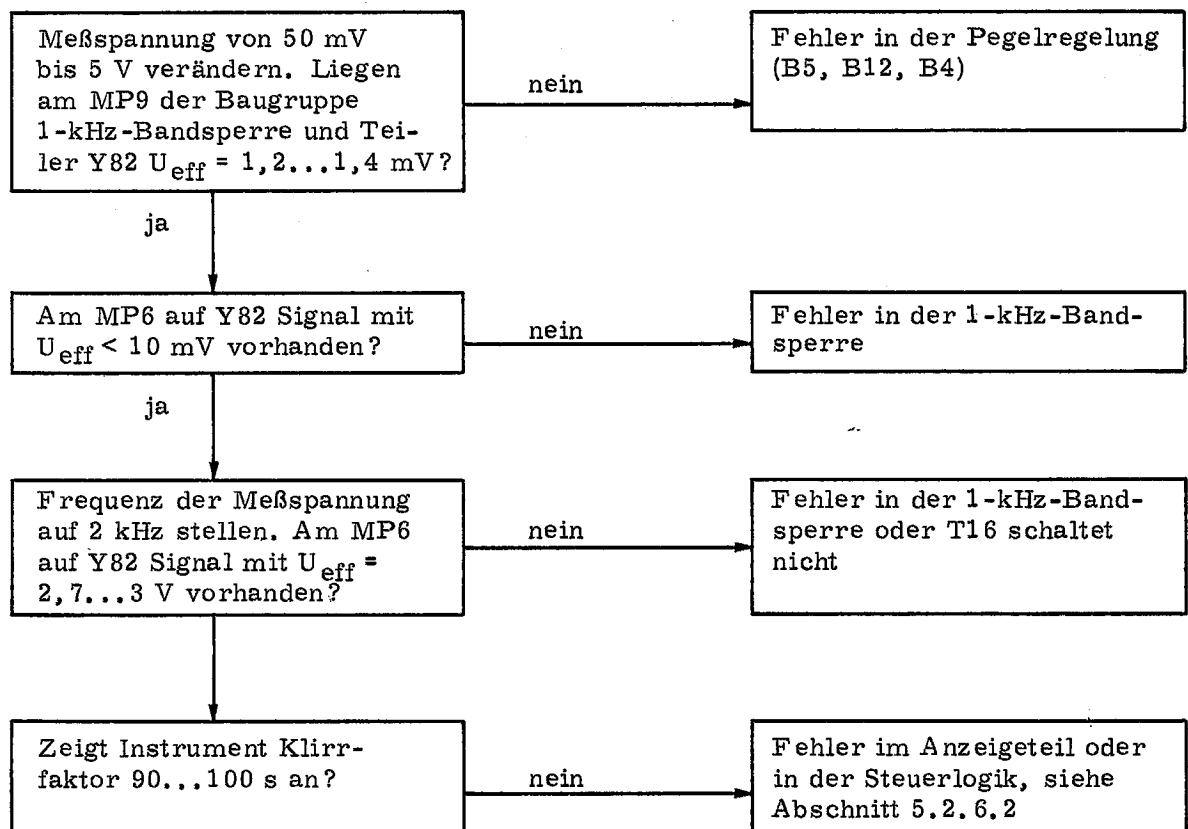 Meßspannung von 50 mV
bis 5 V verändern. Liegen
am MP9 der Baugruppe
1-kHz-Bandsperre und Tei-
ler Y82 U_eff = 1,2...1,4 mV?
nein
Fehler in der Pegelregelung
(B5, B12, B4)
ja
Am MP6 auf Y82 Signal mit
U_eff < 10 mV vorhanden?
nein
Fehler in der 1-kHz-Band-
sperre
ja
Frequenz der Meßspannung
auf 2 kHz stellen. Am MP6
auf Y82 Signal mit U_eff =
2,7...3 V vorhanden?
nein
Fehler in der 1-kHz-Band-
sperre oder T16 schaltet
nicht
Zeigt Instrument Klirr-
faktor 90...100 s an?
nein
Fehler im Anzeigeteil oder
in der Steuerlogik, siehe
Abschnitt 5.2.6.2